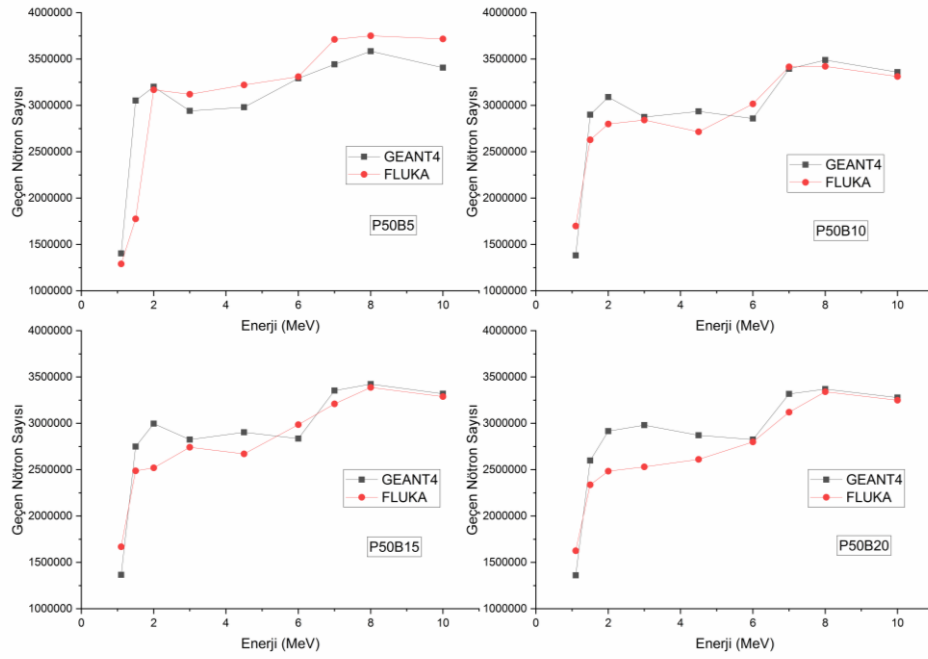 4000000
3500000
3000000
2500000
2000000
1500000
1000000
Geçen Nötron Sayısı
GEANT4
FLUKA
P50B5
0 2 4 6 8 10
Enerji (MeV)
4000000
3500000
3000000
2500000
2000000
1500000
1000000
Geçen Nötron Sayısı
GEANT4
FLUKA
P50B10
0 2 4 6 8 10
Enerji (MeV)
4000000
3500000
3000000
2500000
2000000
1500000
1000000
Geçen Nötron Sayısı
GEANT4
FLUKA
P50B15
0 2 4 6 8 10
Enerji (MeV)
4000000
3500000
3000000
2500000
2000000
1500000
1000000
Geçen Nötron Sayısı
GEANT4
FLUKA
P50B20
0 2 4 6 8 10
Enerji (MeV)